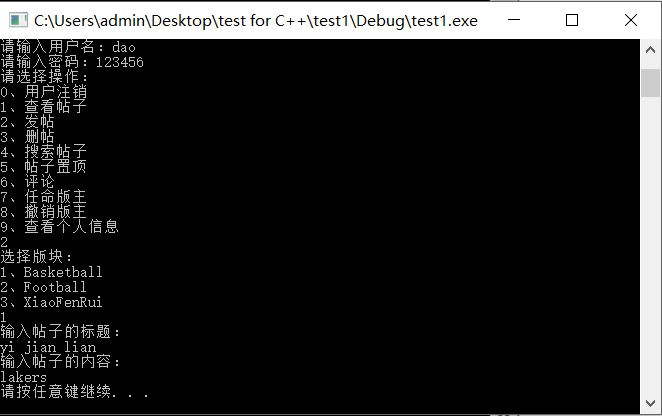 C:\Users\admin\Desktop\test for C++\test1\Debug\test1.exe
请输入用户名：dao
请输入密码：123456
请选择操作：
0、用户注销
1、查看帖子
2、发帖
3、删帖
4、搜索帖子
5、帖子置顶
6、评论
7、任命版主
8、撤销版主
9、查看个人信息
2
选择版块：
1、Basketball
2、Football
3、XiaoFenRui
1
输入帖子的标题：
yi jian lian
输入帖子的内容：
lakers
请按任意键继续. . .